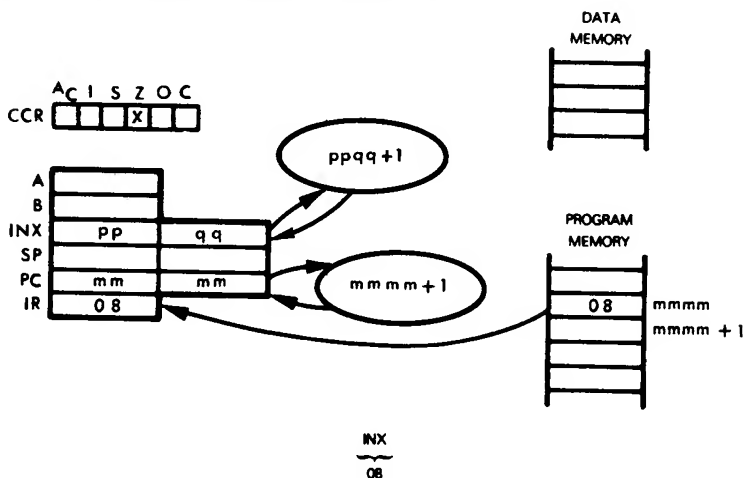 DATA
MEMORY
AC I S Z O C
CCR X
ppqq+1
A
B
INX pp qq
SP
PC mm mm
IR 08
mmmm+1
PROGRAM
MEMORY
08 mmmm
mmmm + 1
INX
08